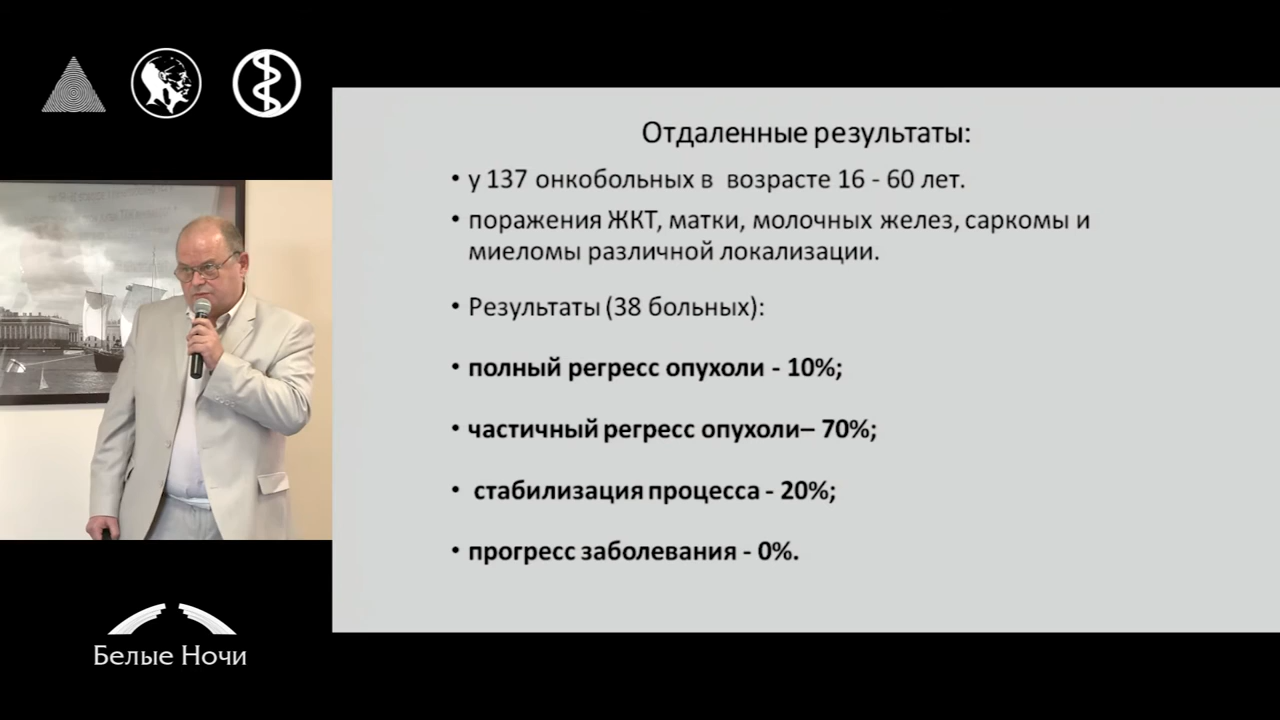 Отдаленные результаты:
• у 137 онкобольных в возрасте 16 - 60 лет.
• поражения ЖКТ, матки, молочных желез, саркомы и
миеломы различной локализации.
• Результаты (38 больных):
• полный регресс опухоли - 10%;
• частичный регресс опухоли– 70%;
• стабилизация процесса - 20%;
• прогресс заболевания - 0%.
Белые Ночи